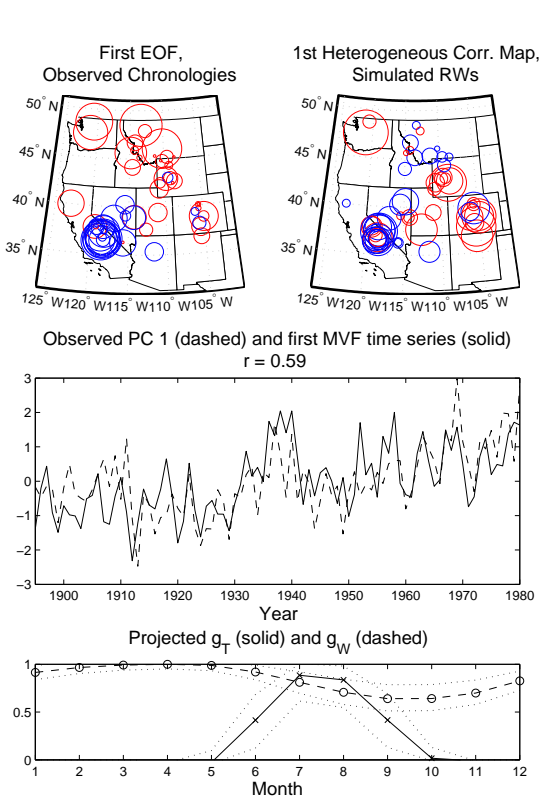 First EOF,
Observed Chronologies
1st Heterogeneous Corr. Map,
Simulated RWs
50° N
45° N
40° N
35° N
125° W120° W115° W110° W105° W
50° N
45° N
40° N
35° N
125° W120° W115° W110° W105° W
Observed PC 1 (dashed) and first MVF time series (solid)
r = 0.59
3
2
1
0
−1
−2
−3
1900 1910 1920 1930 1940 1950 1960 1970 1980
Year
Projected g_T (solid) and g_W (dashed)
1
0.5
0
1 2 3 4 5 6 7 8 9 10 11 12
Month